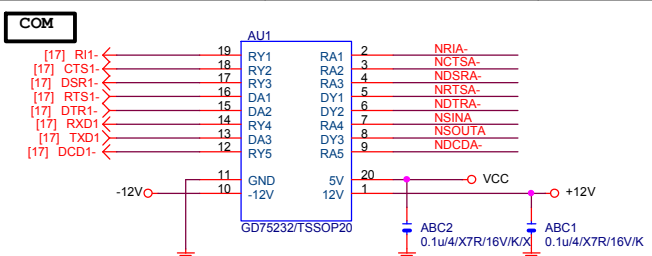 COM
AU1
[17] RI1- 19 RY1 RA1 2 NRIA-
[17] CTS1- 18 RY2 RA2 3 NCTSA-
[17] DSR1- 17 RY3 RA3 4 NDSRA-
[17] RTS1- 16 DA1 DY1 5 NRTSA-
[17] DTR1- 15 DA2 DY2 6 NDTRA-
[17] RXD1 14 RY4 RA4 7 NSINA
[17] TXD1 13 DA3 DY3 8 NSOUTA
[17] DCD1- 12 RY5 RA5 9 NDCDA-
11 GND 5V 20 VCC
-12V 10 -12V 12V 1 +12V
GD75232/TSSOP20
ABC2 ABC1
0.1u/4/X7R/16V/K/X 0.1u/4/X7R/16V/K